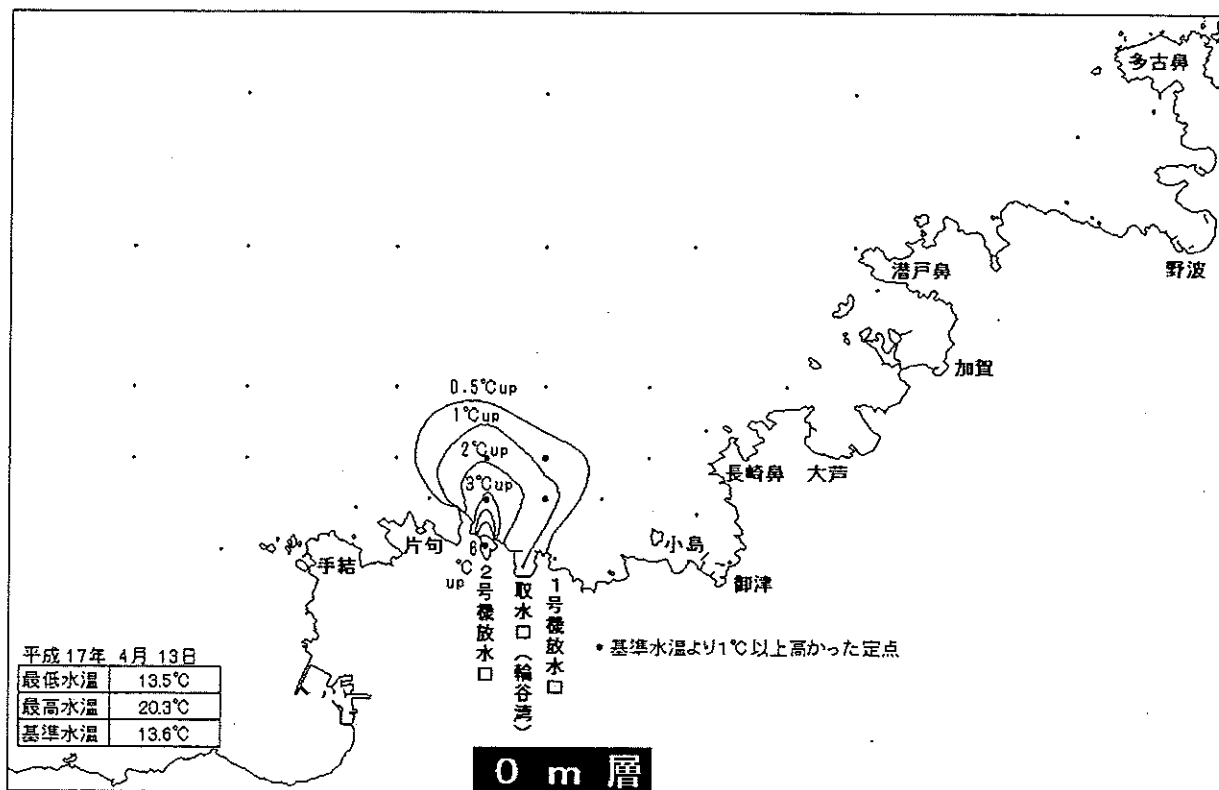 多古鼻
潜戸鼻
野波
加賀
0.5℃up
1℃up
2℃up
3℃up
長崎鼻
大芦
小島
片句
手結
御津
6
℃
up
2号機放水口
取水口（輪谷湾）
1号機放水口
• 基準水温より1℃以上高かった定点
平成17年 4月 13日
最低水温 13.5℃
最高水温 20.3℃
基準水温 13.6℃
0 m 層